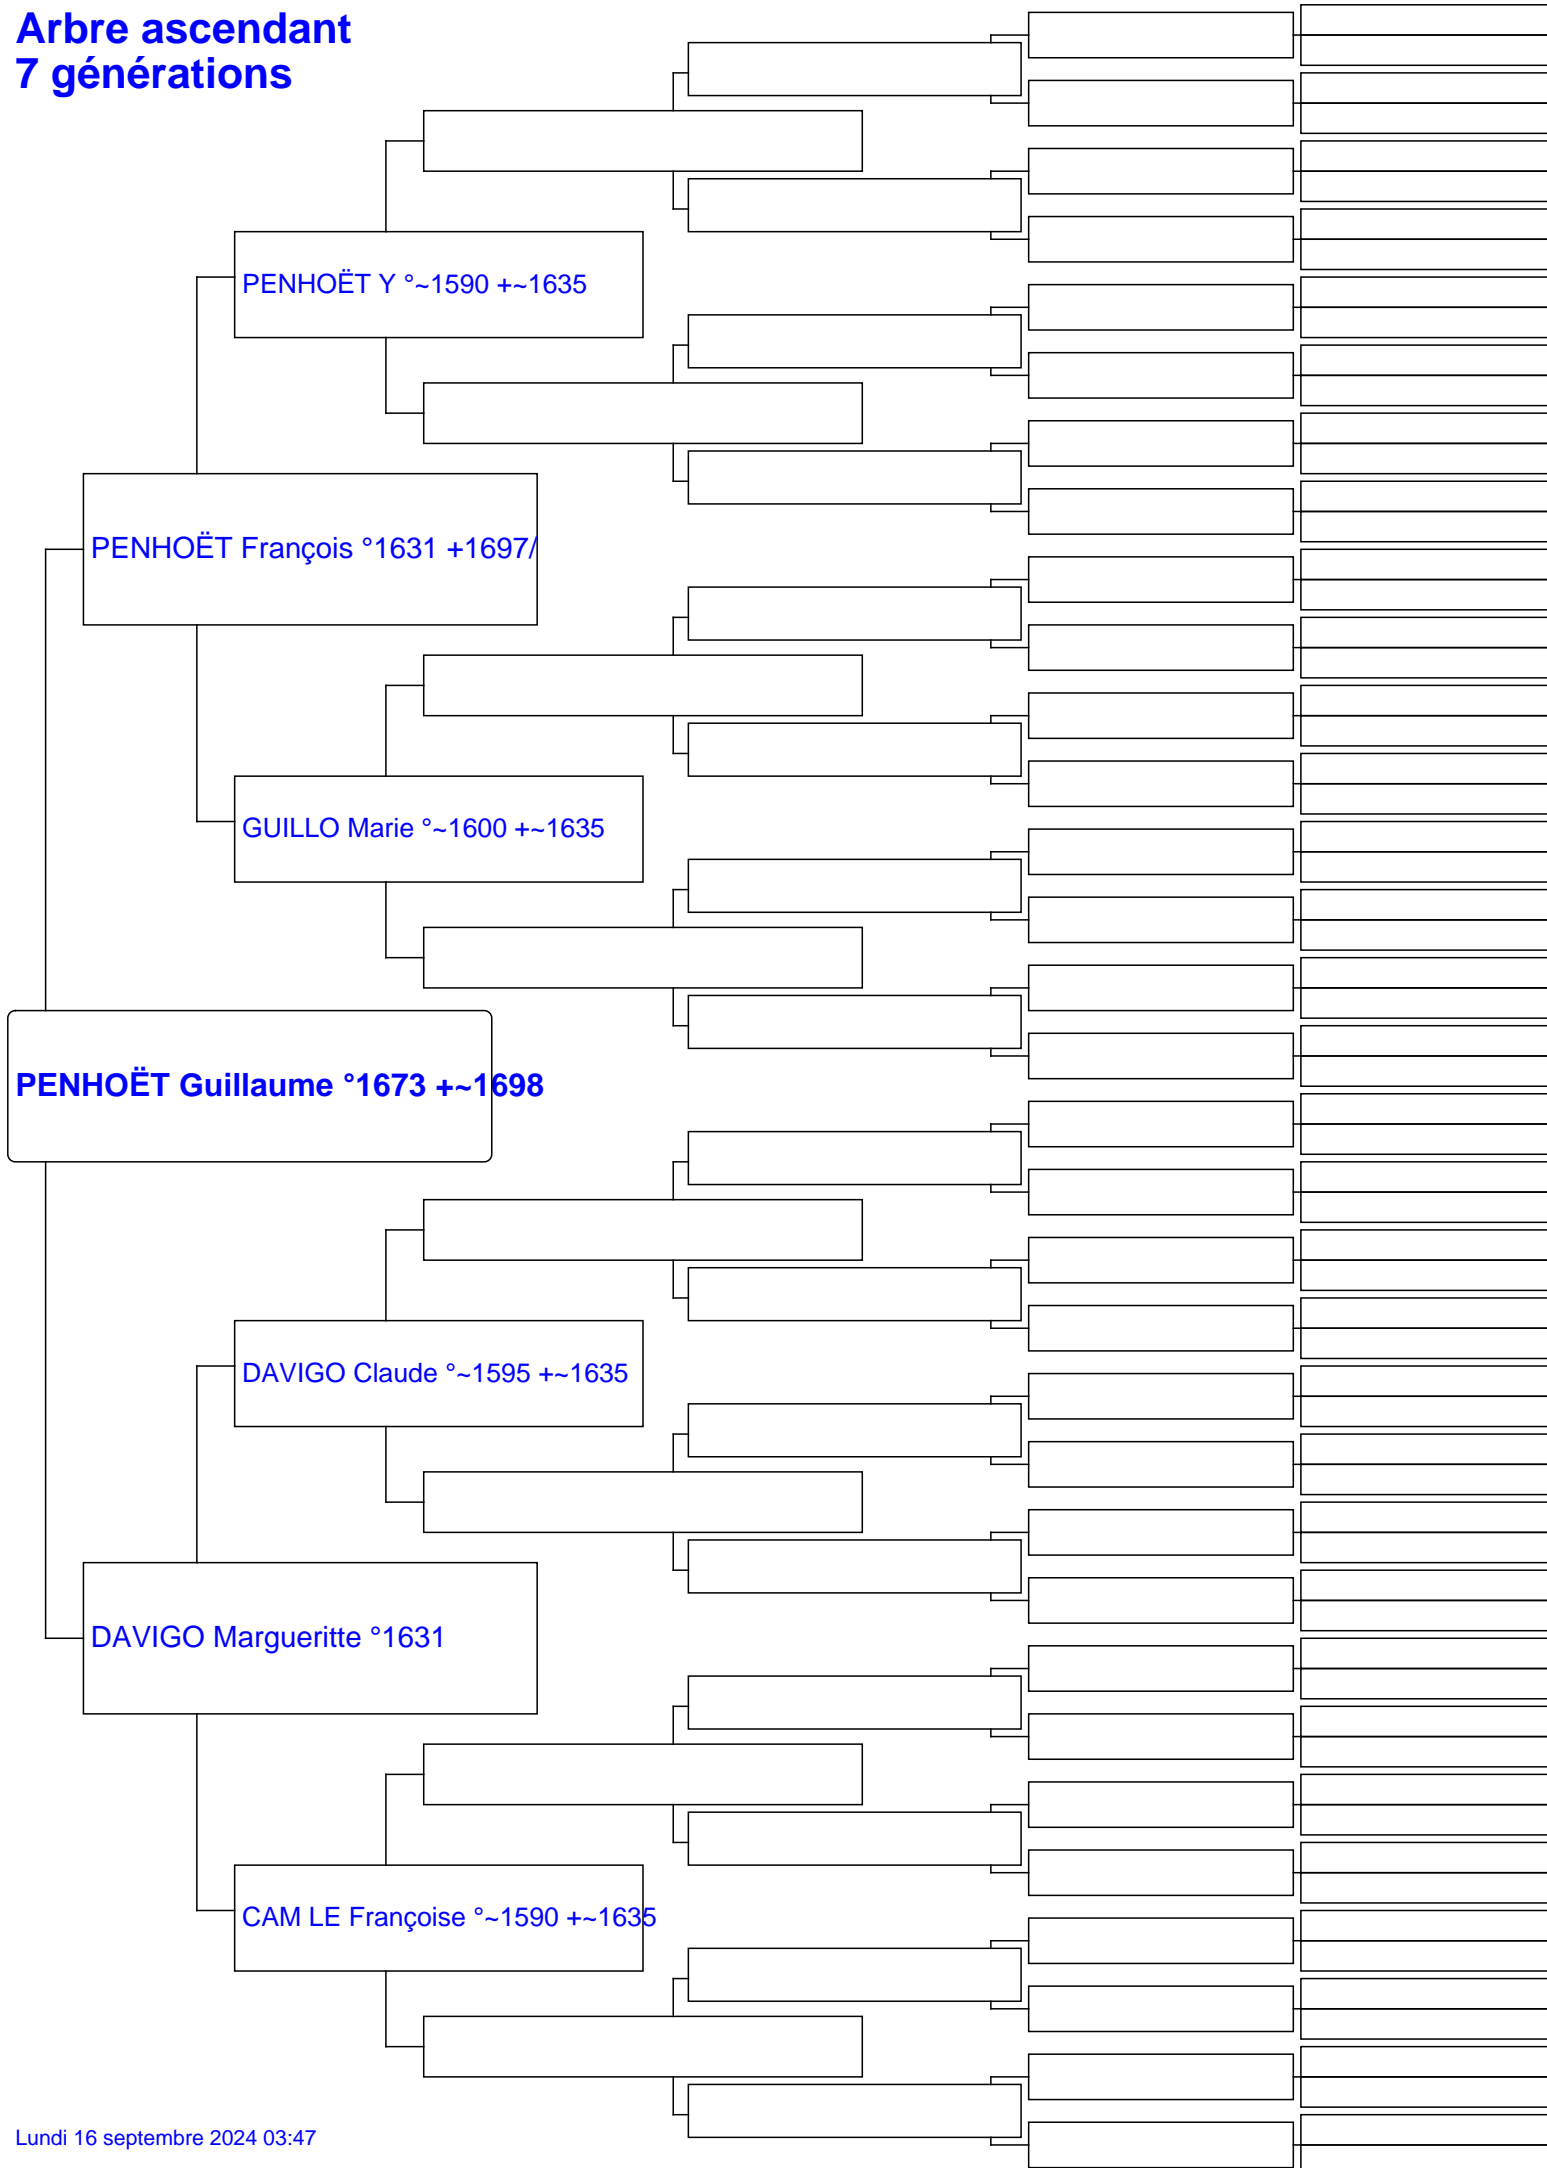 Arbre ascendant
7 générations
PENHOËT Y °~1590 +~1635
PENHOËT François °1631 +1697/
GUILLO Marie °~1600 +~1635
PENHOËT Guillaume °1673 +~1698
DAVIGO Claude °~1595 +~1635
DAVIGO Margueritte °1631
CAM LE Françoise °~1590 +~1635
Lundi 16 septembre 2024 03:47